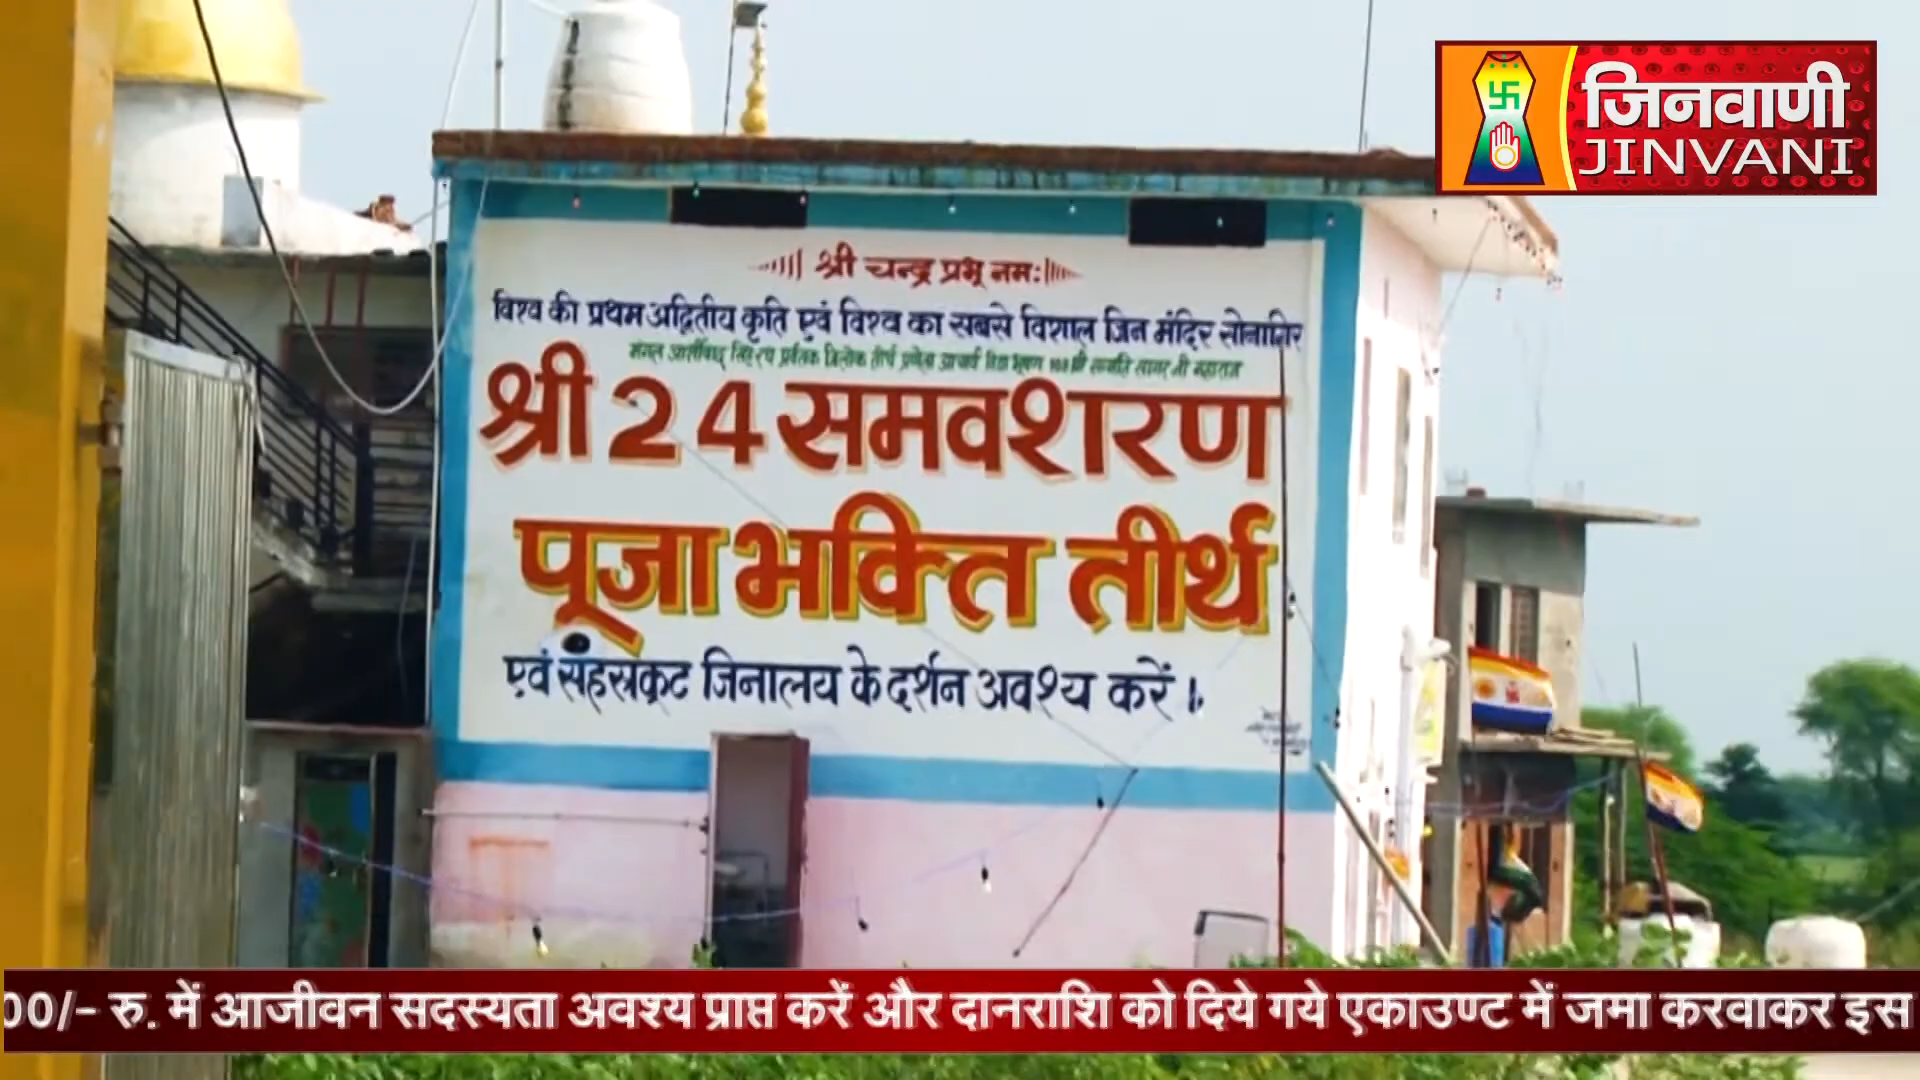 जिनवाणी
JINVANI
श्री चन्द्र प्रभू नमः
विश्व की प्रथम अद्वितीय कृति एवं विश्व का सबसे विशाल जिन मंदिर सोनागिर
श्री 24 समवशरण
पूजा भक्ति तीर्थ
एवं संहस्रकूट जिनालय के दर्शन अवश्य करें।
00/- रु. में आजीवन सदस्यता अवश्य प्राप्त करें और दानराशि को दिये गये एकाउण्ट में जमा करवाकर इस